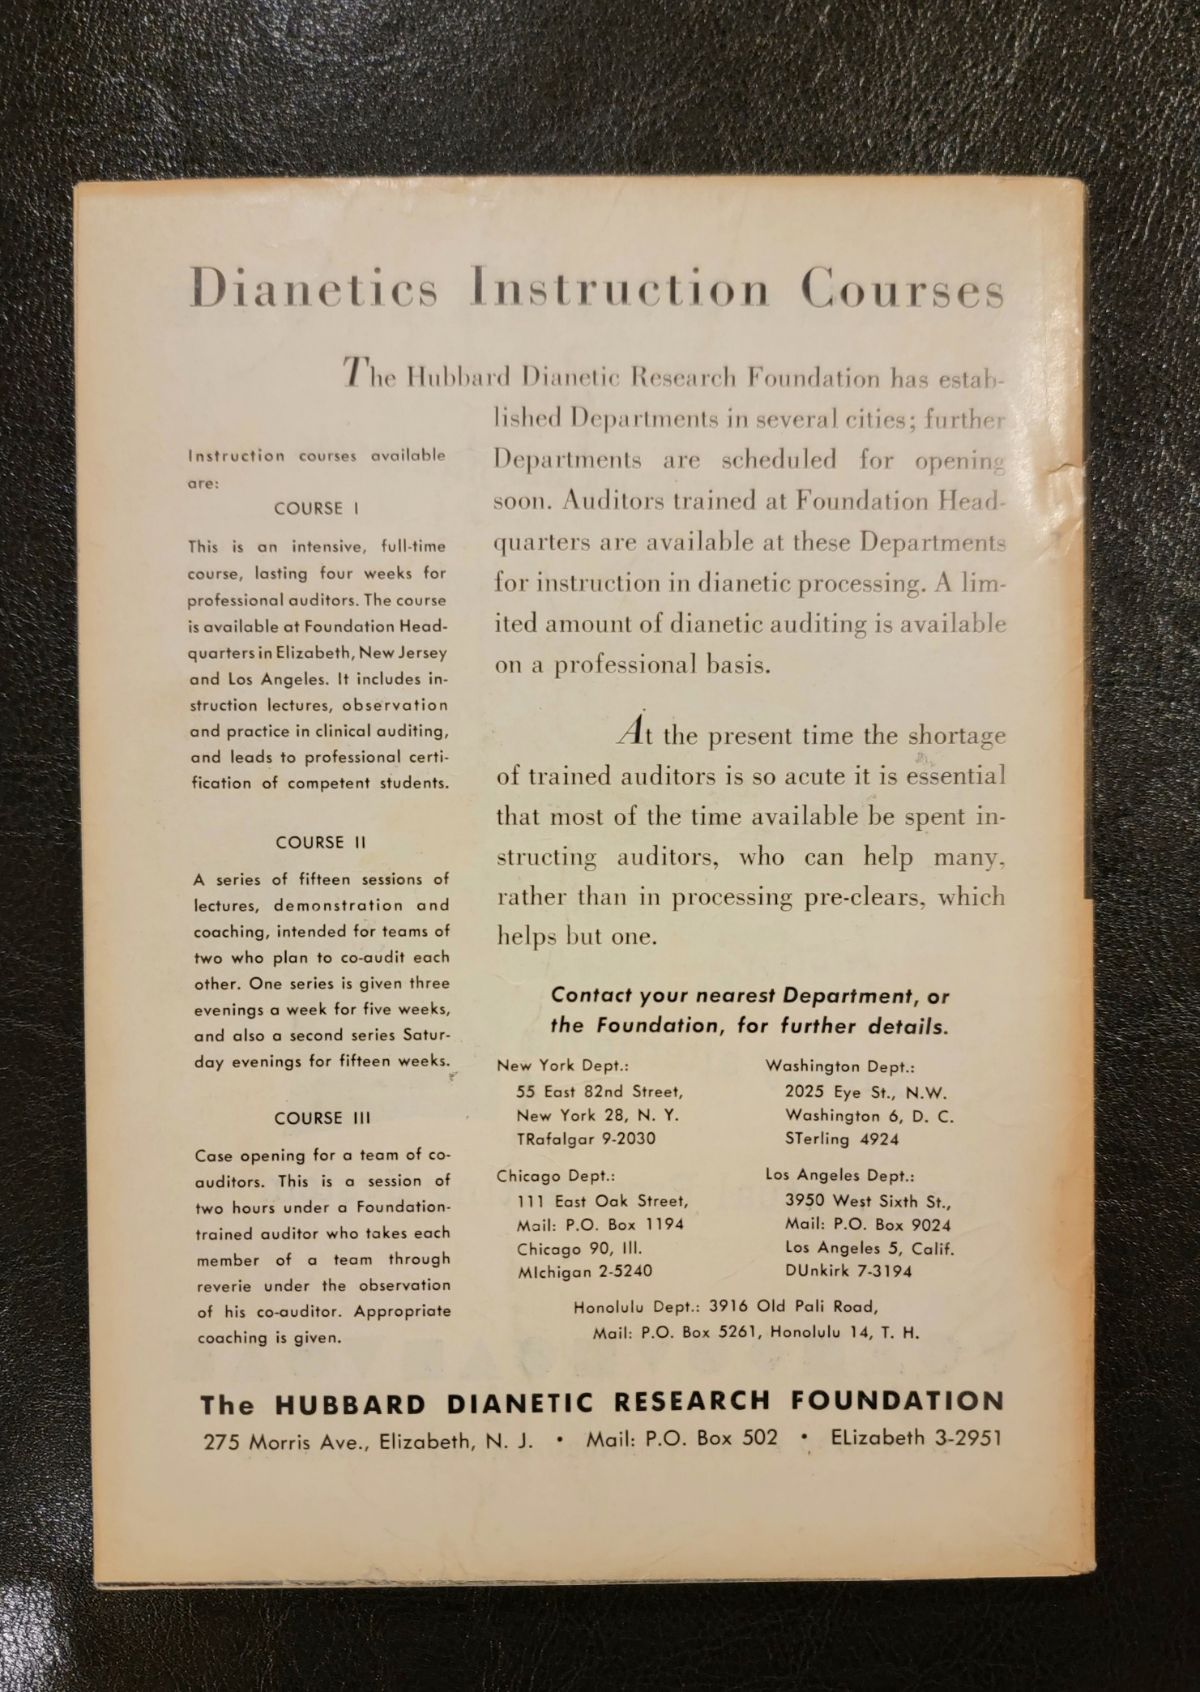 Dianetics Instruction Courses
The Hubbard Dianetic Research Foundation has estab-
lished Departments in several cities; further
Departments are scheduled for opening
soon. Auditors trained at Foundation Head-
quarters are available at these Departments
for instruction in dianetic processing. A lim-
ited amount of dianetic auditing is available
on a professional basis.
At the present time the shortage
of trained auditors is so acute it is essential
that most of the time available be spent in-
structing auditors, who can help many,
rather than in processing pre-clears, which
helps but one.
Instruction courses available
are:
COURSE I
This is an intensive, full-time
course, lasting four weeks for
professional auditors. The course
is available at Foundation Head-
quarters in Elizabeth, New Jersey
and Los Angeles. It includes in-
struction lectures, observation
and practice in clinical auditing,
and leads to professional certi-
fication of competent students.
COURSE II
A series of fifteen sessions of
lectures, demonstration and
coaching, intended for teams of
two who plan to co-audit each
other. One series is given three
evenings a week for five weeks,
and also a second series Satur-
day evenings for fifteen weeks.
COURSE III
Case opening for a team of co-
auditors. This is a session of
two hours under a Foundation-
trained auditor who takes each
member of a team through
reverie under the observation
of his co-auditor. Appropriate
coaching is given.
Contact your nearest Department, or
the Foundation, for further details.
New York Dept.:
55 East 82nd Street,
New York 28, N. Y.
TRafalgar 9-2030
Washington Dept.:
2025 Eye St., N.W.
Washington 6, D. C.
STerling 4924
Chicago Dept.:
111 East Oak Street,
Mail: P.O. Box 1194
Chicago 90, Ill.
MIchigan 2-5240
Los Angeles Dept.:
3950 West Sixth St.,
Mail: P.O. Box 9024
Los Angeles 5, Calif.
DUnkirk 7-3194
Honolulu Dept.: 3916 Old Pali Road,
Mail: P.O. Box 5261, Honolulu 14, T. H.
The HUBBARD DIANETIC RESEARCH FOUNDATION
275 Morris Ave., Elizabeth, N. J. • Mail: P.O. Box 502 • ELizabeth 3-2951